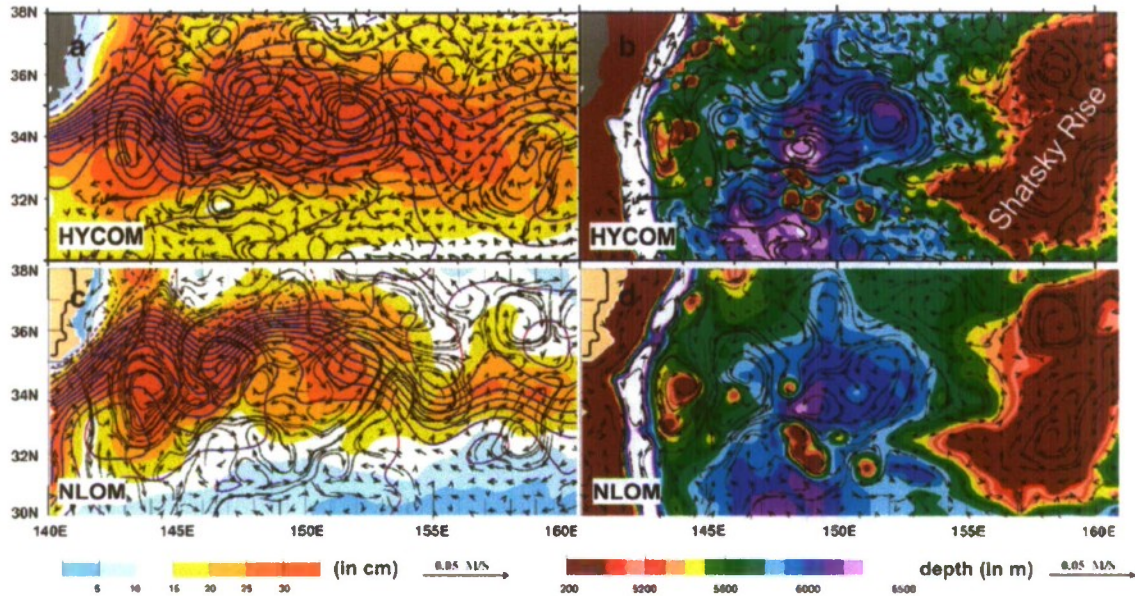 38N
36N
34N
32N
a
HYCOM
b
Shatsky Rise
HYCOM
38N
36N
34N
32N
30N
c
NLOM
d
NLOM
140E 145E 150E 155E 160E 145E 150E 155E 160E
5 10 15 20 25 30 (in cm) 0.05 M/S
200 5200 5600 6000 6500 depth (in m) 0.05 M/S